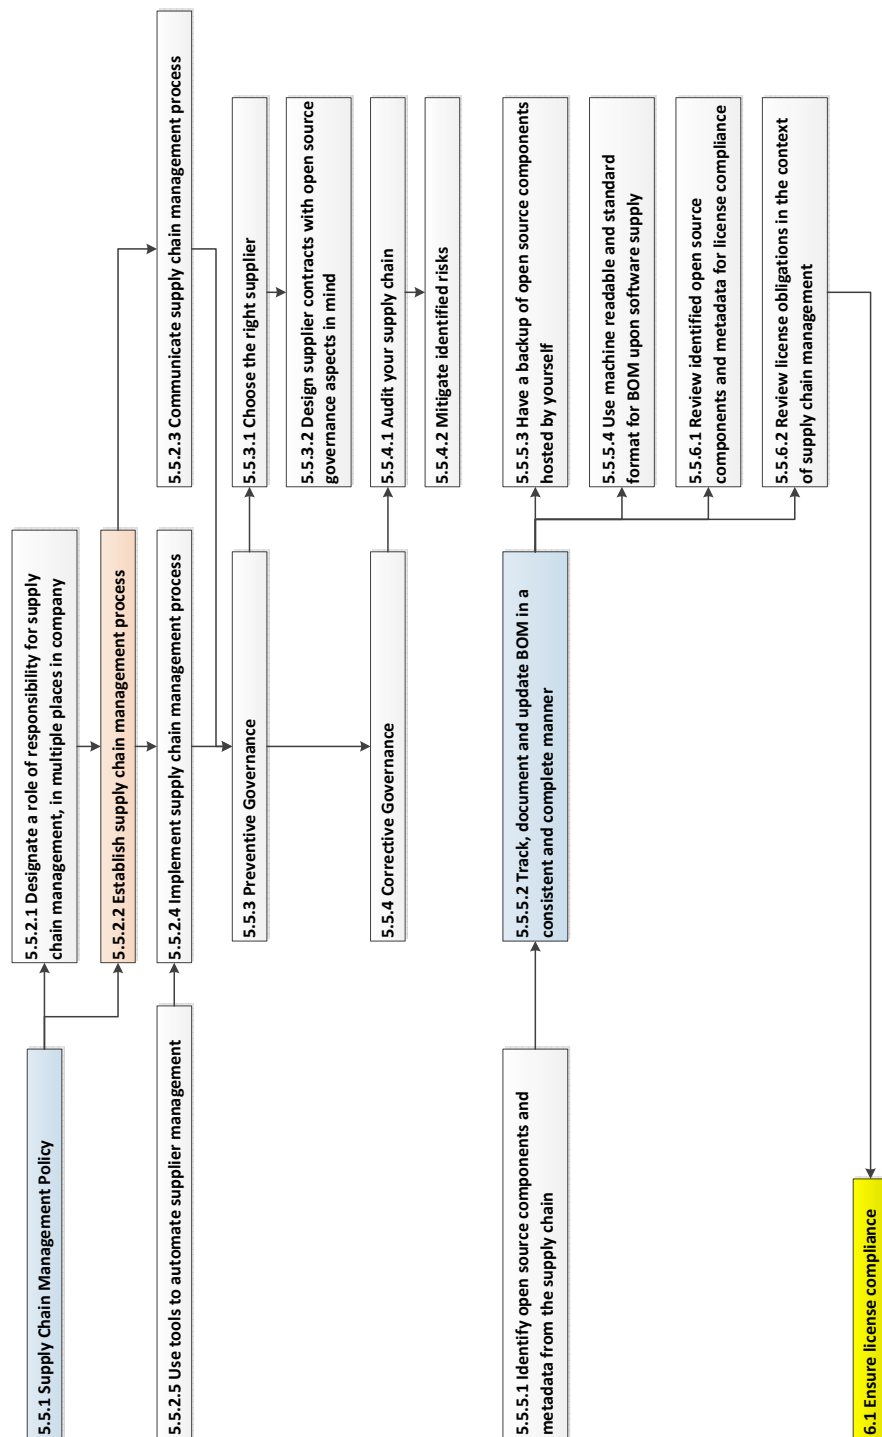 5.5.1 Supply Chain Management Policy
5.5.2.1 Designate a role of responsibility for supply
chain management, in multiple places in company
5.5.2.2 Establish supply chain management process
5.5.2.3 Communicate supply chain management process
5.5.2.5 Use tools to automate supplier management
5.5.2.4 Implement supply chain management process
5.5.3 Preventive Governance
5.5.3.1 Choose the right supplier
5.5.3.2 Design supplier contracts with open source
governance aspects in mind
5.5.4 Corrective Governance
5.5.4.1 Audit your supply chain
5.5.4.2 Mitigate identified risks
5.5.5.1 Identify open source components and
metadata from the supply chain
5.5.5.2 Track, document and update BOM in a
consistent and complete manner
5.5.5.3 Have a backup of open source components
hosted by yourself
5.5.5.4 Use machine readable and standard
format for BOM upon software supply
5.5.6.1 Review identified open source
components and metadata for license compliance
5.5.6.2 Review license obligations in the context
of supply chain management
6.1 Ensure license compliance